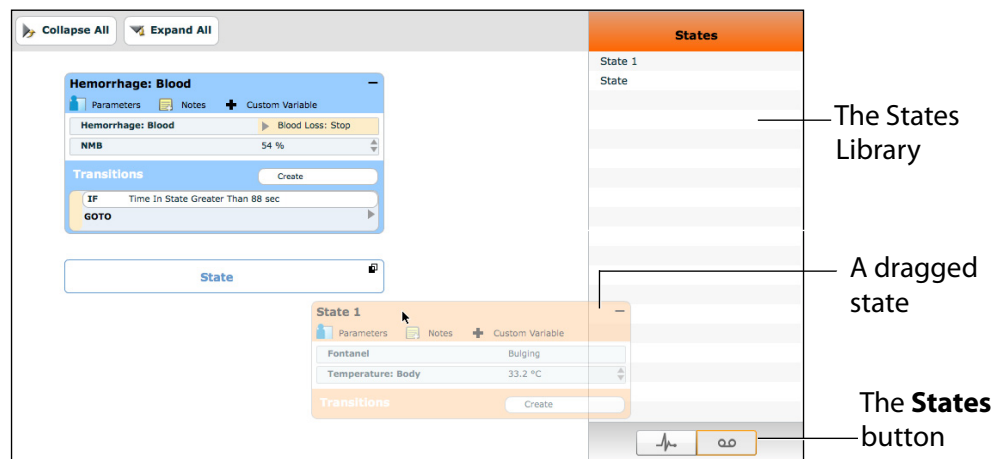 Collapse All
Expand All
States
State 1
State
Hemorrhage: Blood
Parameters Notes Custom Variable
Hemorrhage: Blood Blood Loss: Stop
NMB 54 %
Transitions Create
IF Time In State Greater Than 88 sec
GOTO
State
State 1
Parameters Notes Custom Variable
Fontanel Bulging
Temperature: Body 33.2 °C
Transitions Create
The States
Library
A dragged
state
The States
button